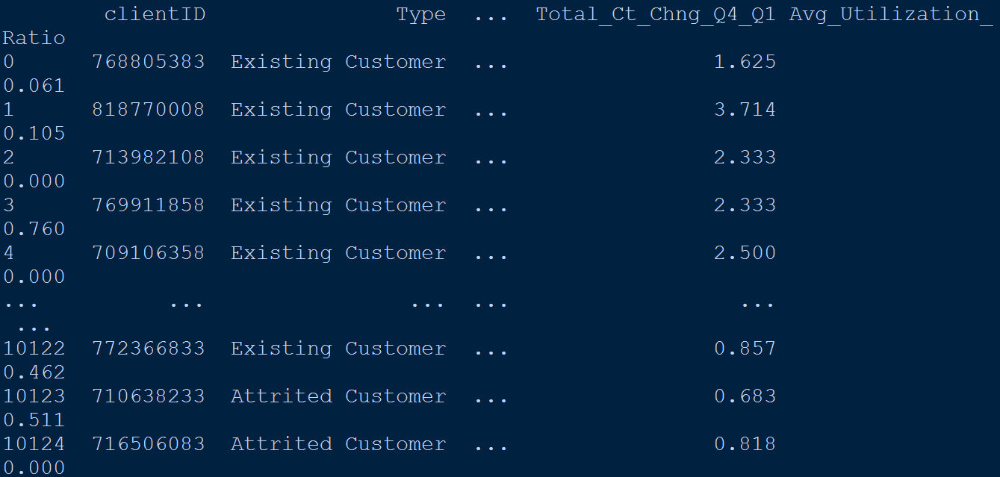 clientID Type ... Total_Ct_Chng_Q4_Q1 Avg_Utilization_
Ratio
0 768805383 Existing Customer ... 1.625
0.061
1 818770008 Existing Customer ... 3.714
0.105
2 713982108 Existing Customer ... 2.333
0.000
3 769911858 Existing Customer ... 2.333
0.760
4 709106358 Existing Customer ... 2.500
0.000
... ... ... ... ...
...
10122 772366833 Existing Customer ... 0.857
0.462
10123 710638233 Attrited Customer ... 0.683
0.511
10124 716506083 Attrited Customer ... 0.818
0.000